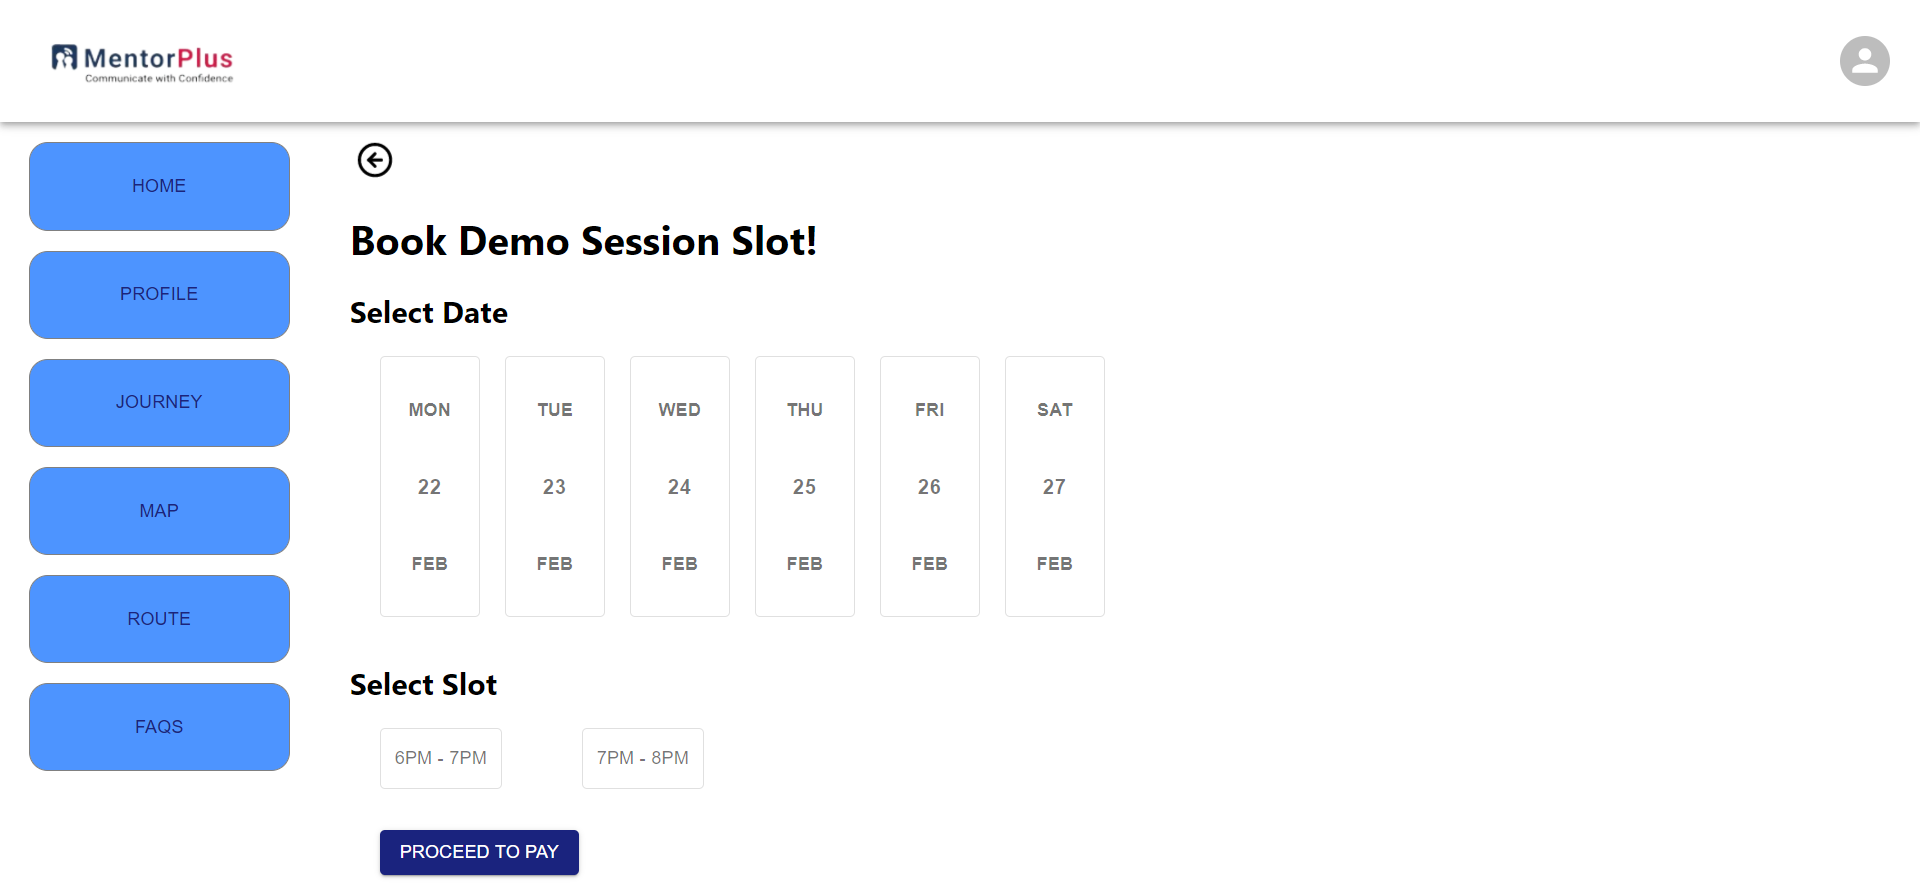 MentorPlus
Communicate with Confidence
HOME
PROFILE
JOURNEY
MAP
ROUTE
FAQS
Book Demo Session Slot!
Select Date
MON TUE WED THU FRI SAT
22 23 24 25 26 27
FEB FEB FEB FEB FEB FEB
Select Slot
6PM - 7PM 7PM - 8PM
PROCEED TO PAY